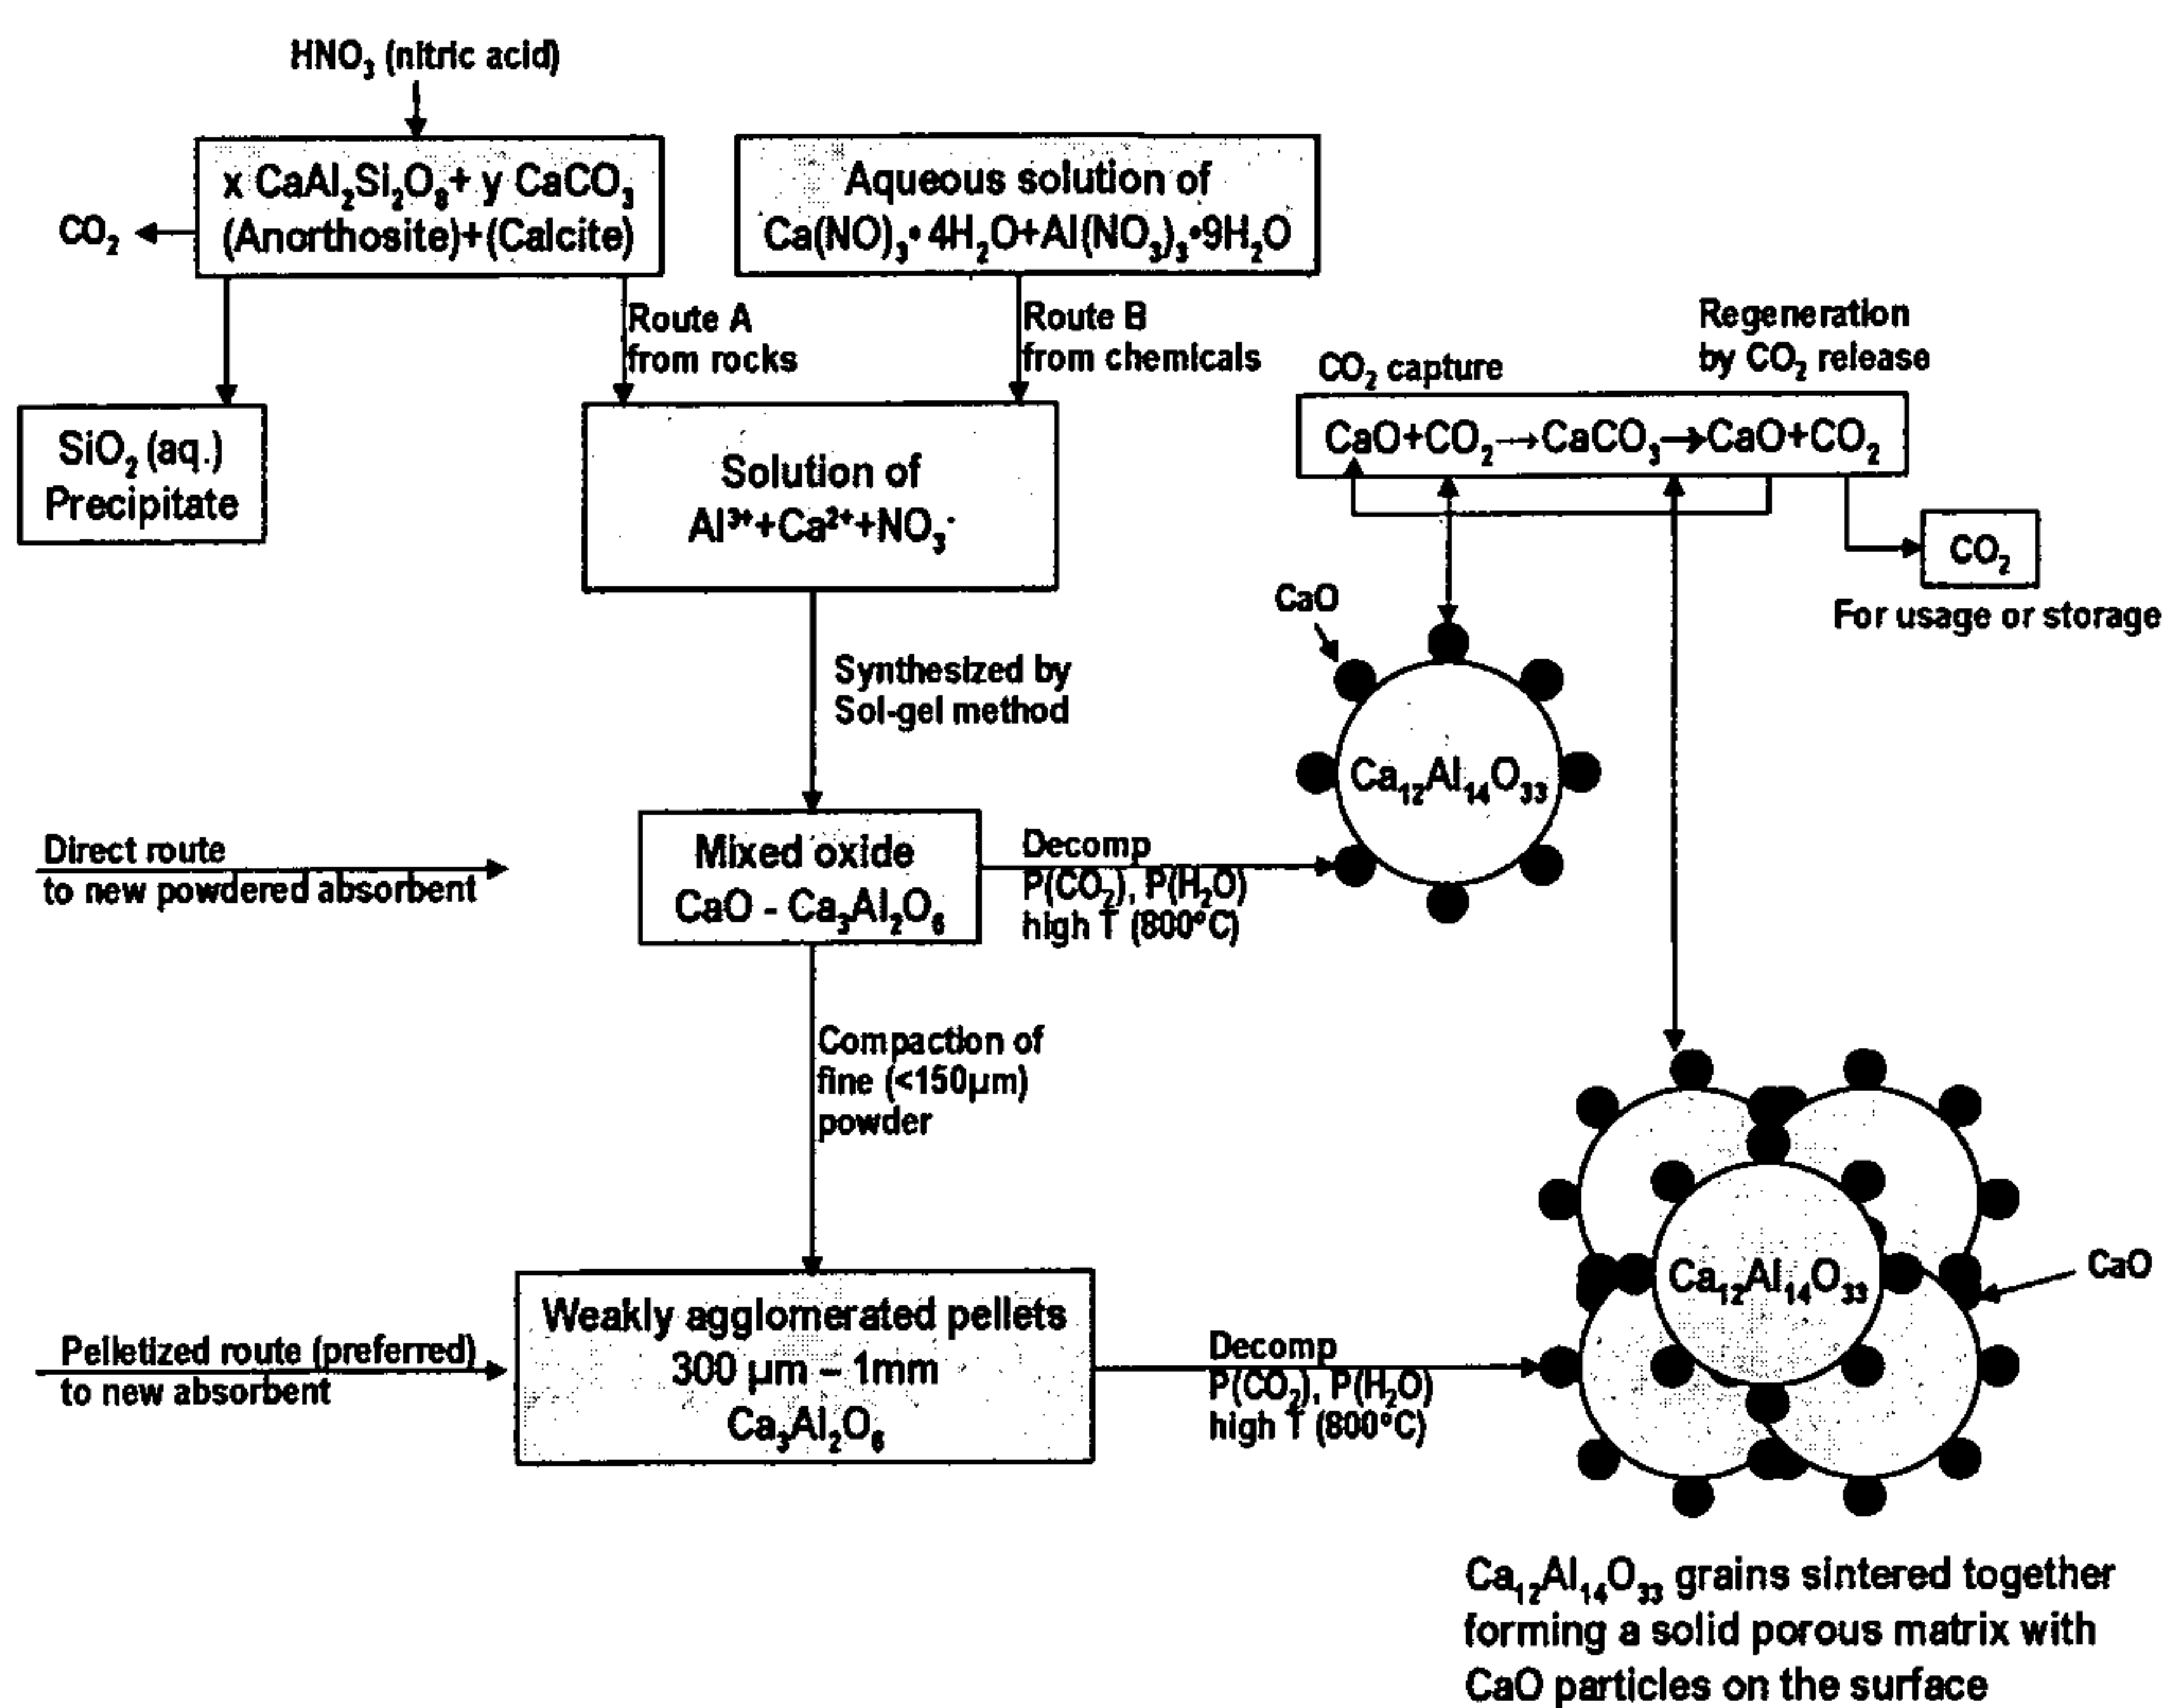 HNO₃ (nitric acid)
x CaAl₂Si₂O₈+ y CaCO₃
(Anorthosite)+(Calcite)
CO₂
Aqueous solution of
Ca(NO)₃• 4H₂O+Al(NO₃)₃•9H₂O
Route A
from rocks
Route B
from chemicals
SiO₂ (aq.)
Precipitate
Solution of
Al³⁺+Ca²⁺+NO₃⁻
CO₂ capture
Regeneration
by CO₂ release
CaO+CO₂→CaCO₃→CaO+CO₂
CO₂
For usage or storage
CaO
Ca₁₂Al₁₄O₃₃
Synthesized by
Sol-gel method
Direct route
to new powdered absorbent
Mixed oxide
CaO - Ca₃Al₂O₆
Decomp
P(CO₂), P(H₂O)
high T (800°C)
Compaction of
fine (<150µm)
powder
Pelletized route (preferred)
to new absorbent
Weakly agglomerated pellets
300 µm – 1mm
Ca₃Al₂O₆
Decomp
P(CO₂), P(H₂O)
high T (800°C)
Ca₁₂Al₁₄O₃₃
CaO
Ca₁₂Al₁₄O₃₃ grains sintered together
forming a solid porous matrix with
CaO particles on the surface